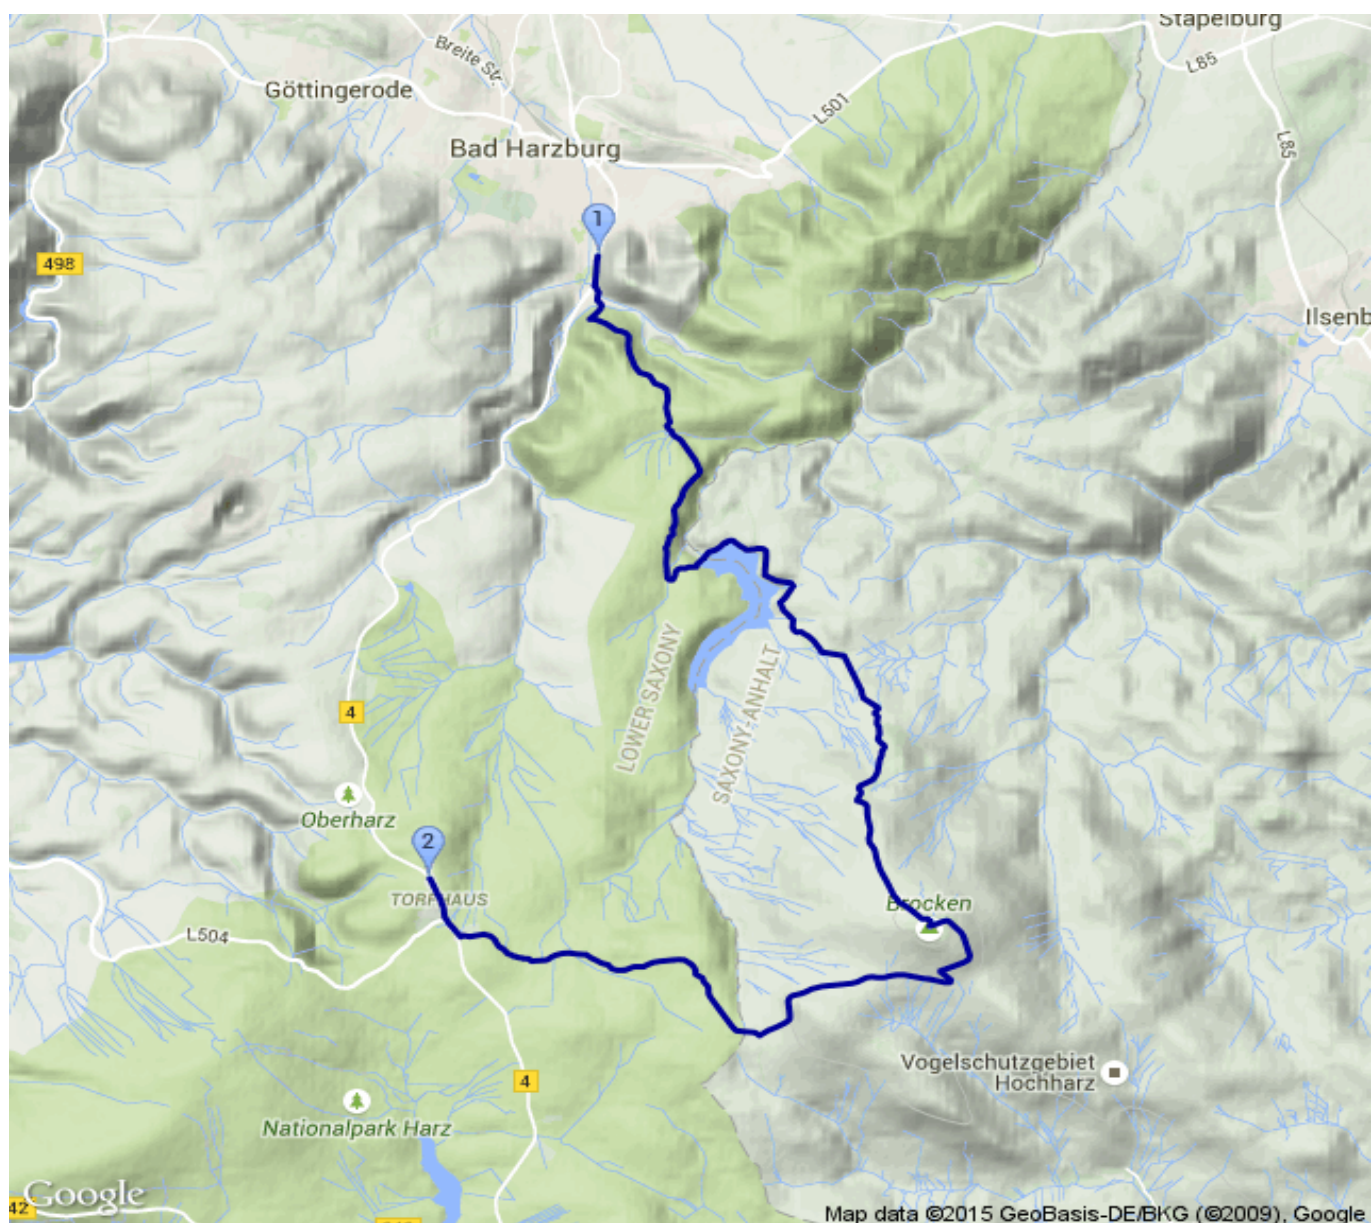 Stapelburg
Breite Str.
L85
Göttingerode
L501
Bad Harzburg
L85
1
498
Ilsenb
LOWER SAXONY
SAXONY-ANHALT
4
Oberharz
2
TORFHAUS
Brocken
L504
Vogelschutzgebiet
Hochharz
4
Nationalpark Harz
Google
42
Map data ©2015 GeoBasis-DE/BKG (©2009), Google